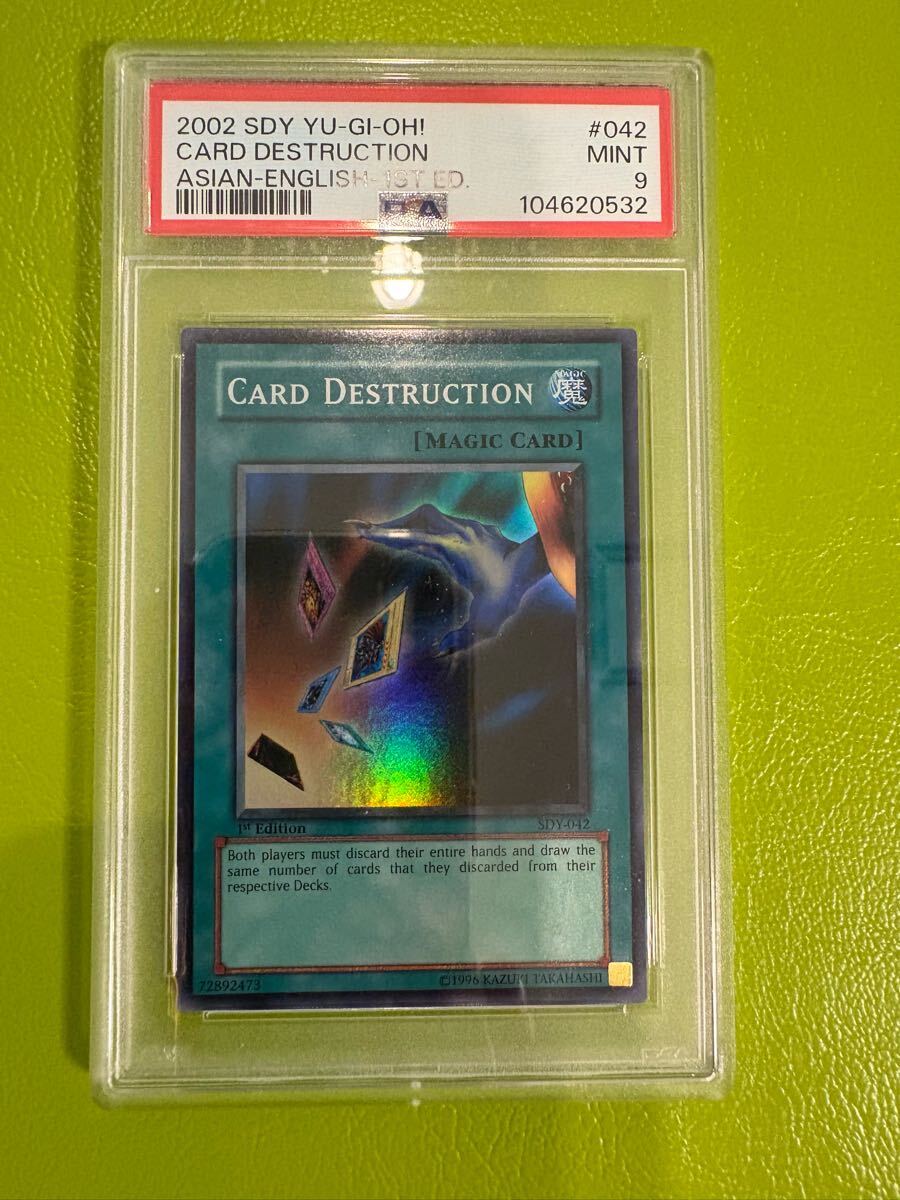 2002 SDY YU-GI-OH! #042
CARD DESTRUCTION MINT
ASIAN-ENGLISH-1ST ED. 9
PSA 104620532
CARD DESTRUCTION
MAGIC
魔
[MAGIC CARD]
1st Edition SDY-042
Both players must discard their entire hands and draw the
same number of cards that they discarded from their
respective Decks.
72892473 ©1996 KAZUKI TAKAHASHI